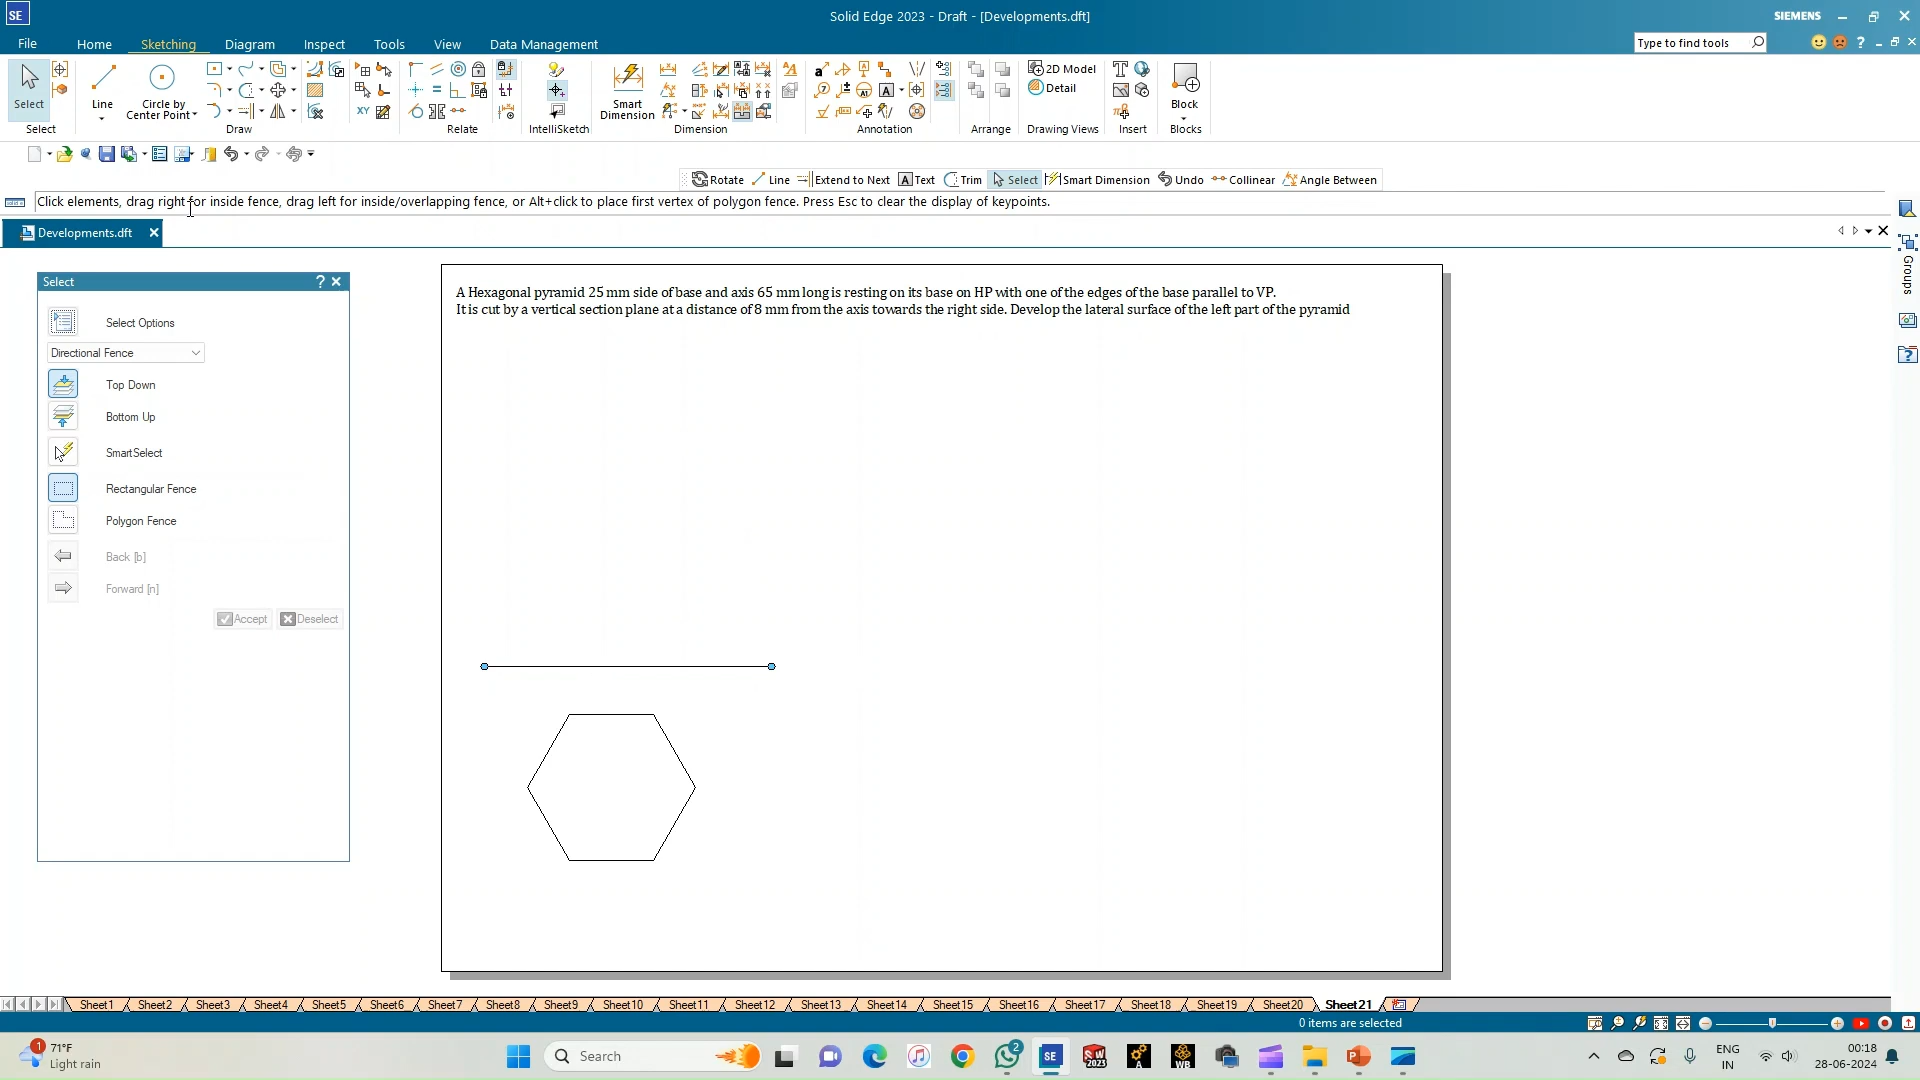 SE
Solid Edge 2023 - Draft - [Developments.dft]
SIEMENS
File
Home
Sketching
Diagram
Inspect
Tools
View
Data Management
Type to find tools
Select
Line
Circle by
Center Point
XY
Smart
Dimension
2D Model
Detail
Block
Select
Draw
Relate
IntelliSketch
Dimension
Annotation
Arrange
Drawing Views
Insert
Blocks
Rotate
Line
Extend to Next
Text
Trim
Select
Smart Dimension
Undo
Collinear
Angle Between
Click elements, drag right for inside fence, drag left for inside/overlapping fence, or Alt+click to place first vertex of polygon fence. Press Esc to clear the display of keypoints.
Developments.dft
Groups
Select
Select Options
Directional Fence
Top Down
Bottom Up
SmartSelect
Rectangular Fence
Polygon Fence
Back [b]
Forward [n]
Accept
Deselect
A Hexagonal pyramid 25 mm side of base and axis 65 mm long is resting on its base on HP with one of the edges of the base parallel to VP.
It is cut by a vertical section plane at a distance of 8 mm from the axis towards the right side. Develop the lateral surface of the left part of the pyramid
Sheet1
Sheet2
Sheet3
Sheet4
Sheet5
Sheet6
Sheet7
Sheet8
Sheet9
Sheet10
Sheet11
Sheet12
Sheet13
Sheet14
Sheet15
Sheet16
Sheet17
Sheet18
Sheet19
Sheet20
Sheet21
0 items are selected
1
71°F
Light rain
Search
2
SE
2023
A
WB
ENG
IN
00:18
28-06-2024